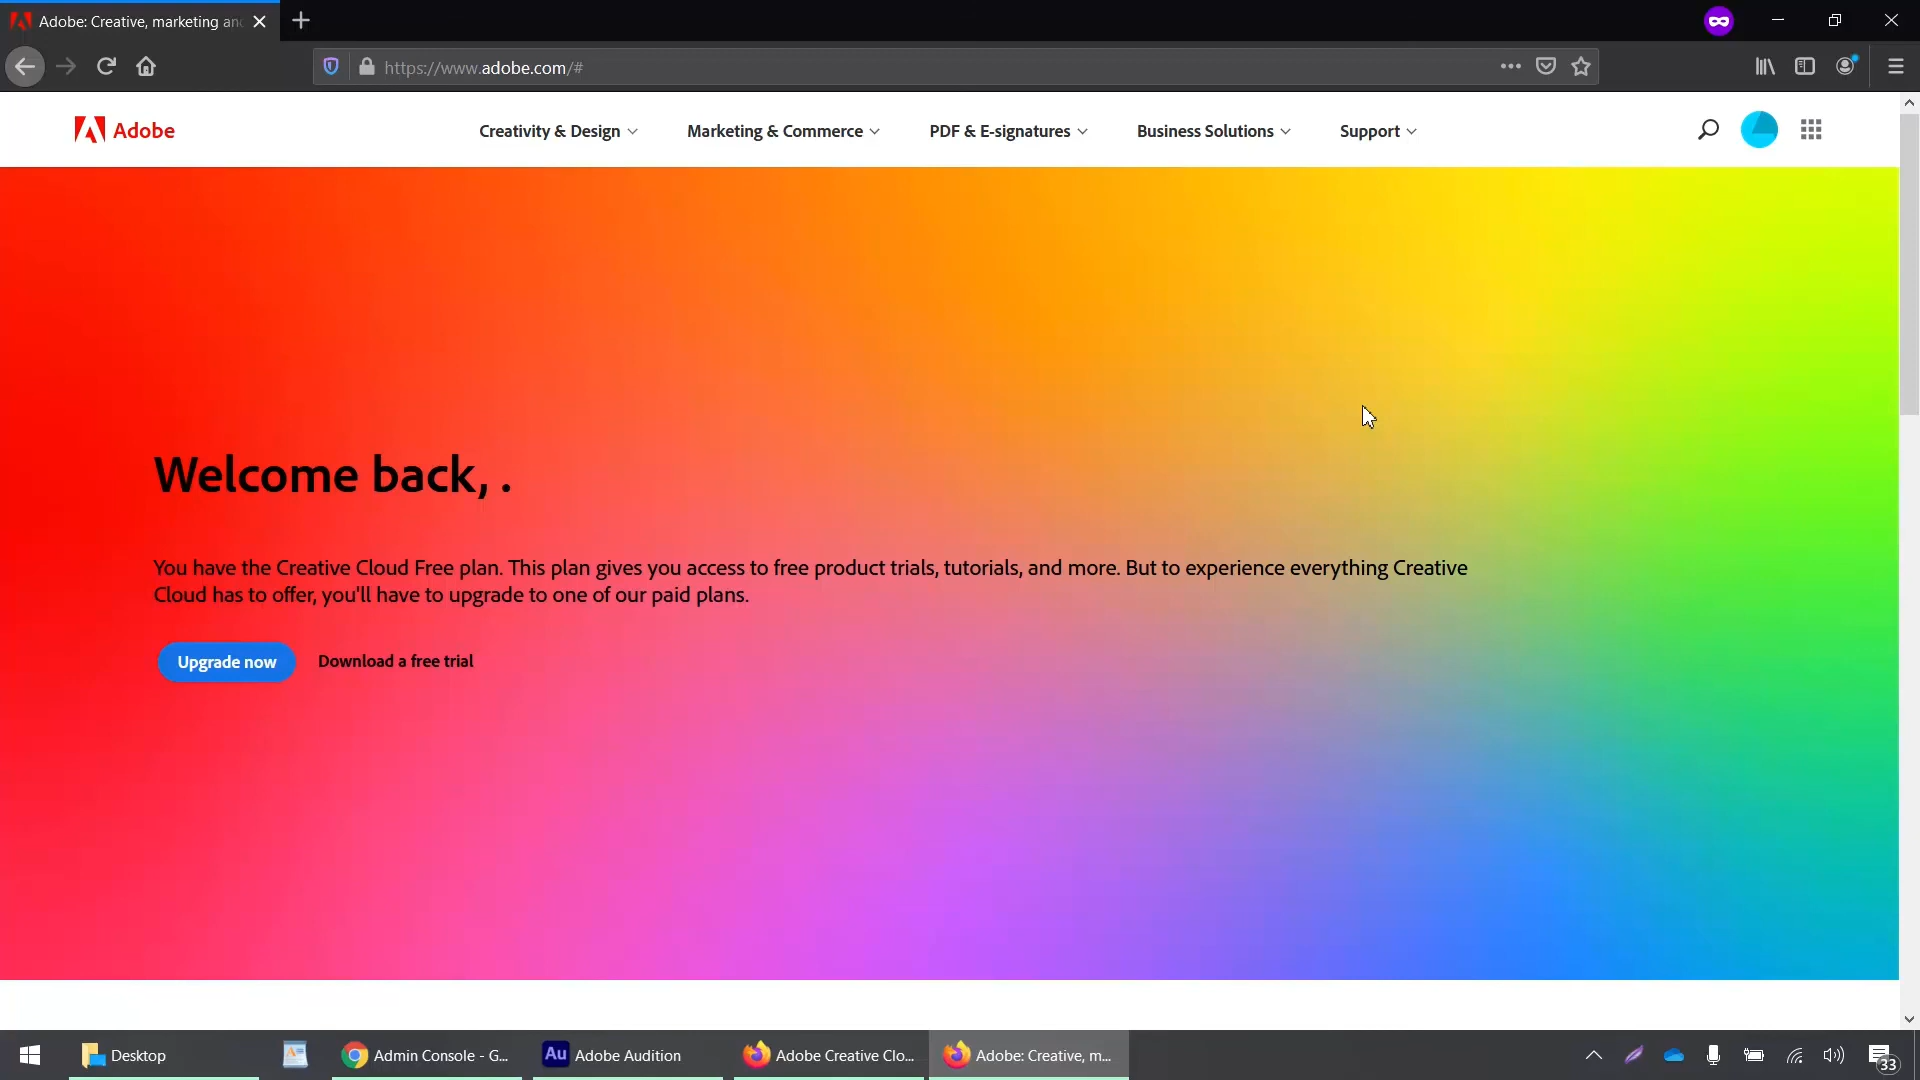 Adobe: Creative, marketing an
https://www.adobe.com/#
Adobe
Creativity & Design
Marketing & Commerce
PDF & E-signatures
Business Solutions
Support
Welcome back, .
You have the Creative Cloud Free plan. This plan gives you access to free product trials, tutorials, and more. But to experience everything Creative
Cloud has to offer, you'll have to upgrade to one of our paid plans.
Upgrade now
Download a free trial
Desktop
Admin Console - G...
Au
Adobe Audition
Adobe Creative Clo...
Adobe: Creative, m...
33